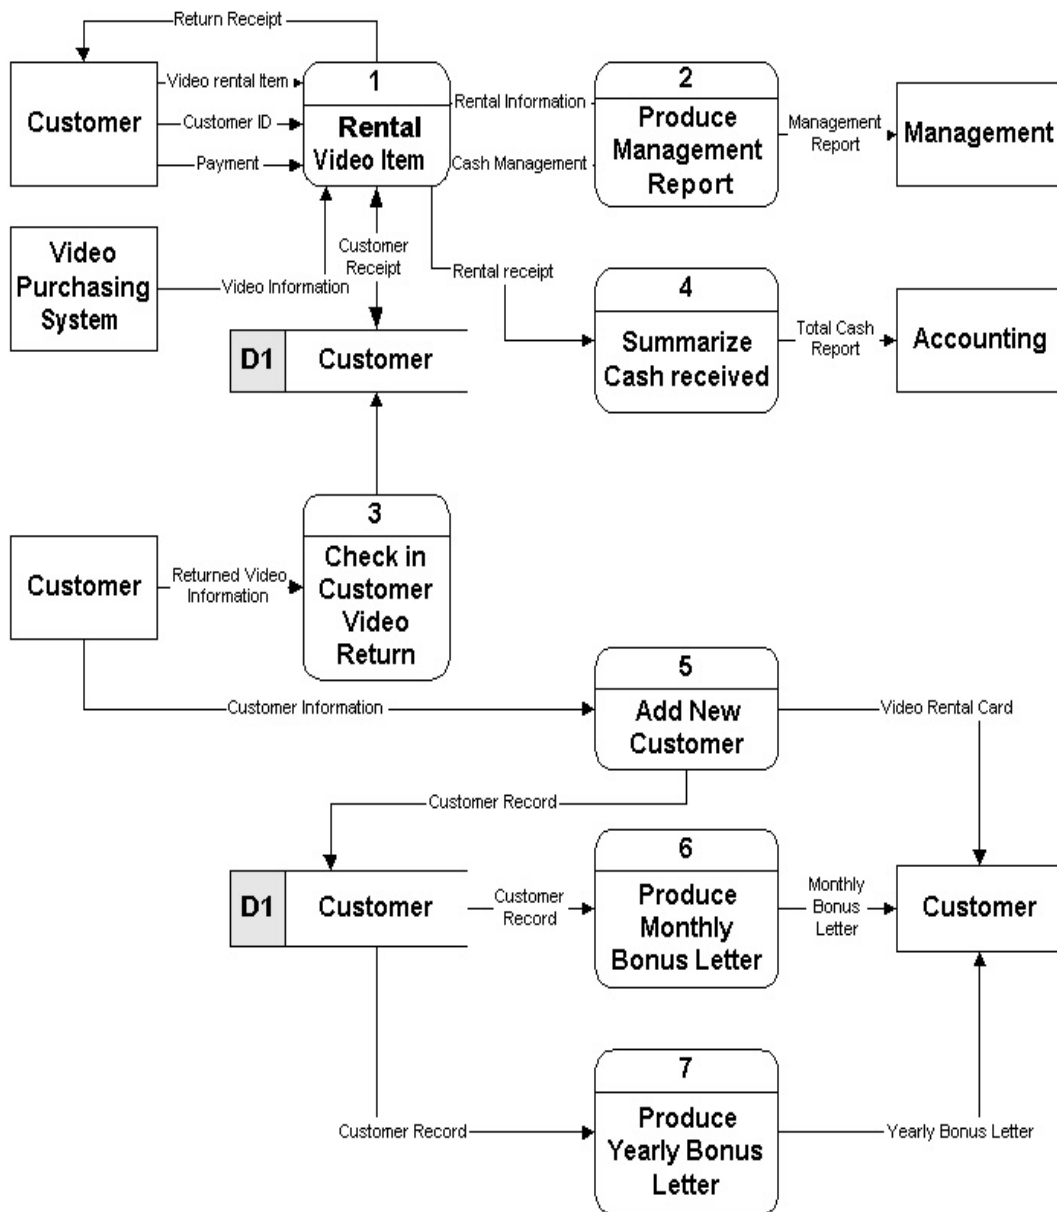 Return Receipt
Customer
Video rental Item
Customer ID
Payment
1
Rental
Video Item
Rental Information
Cash Management
2
Produce
Management
Report
Management
Report
Management
Video
Purchasing
System
Video Information
Customer
Receipt
Rental receipt
4
Summarize
Cash received
Total Cash
Report
Accounting
D1
Customer
3
Check in
Customer
Video
Return
Customer
Returned Video
Information
Customer Information
5
Add New
Customer
Video Rental Card
Customer Record
D1
Customer
Customer
Record
6
Produce
Monthly
Bonus Letter
Monthly
Bonus
Letter
Customer
Customer Record
7
Produce
Yearly Bonus
Letter
Yearly Bonus Letter